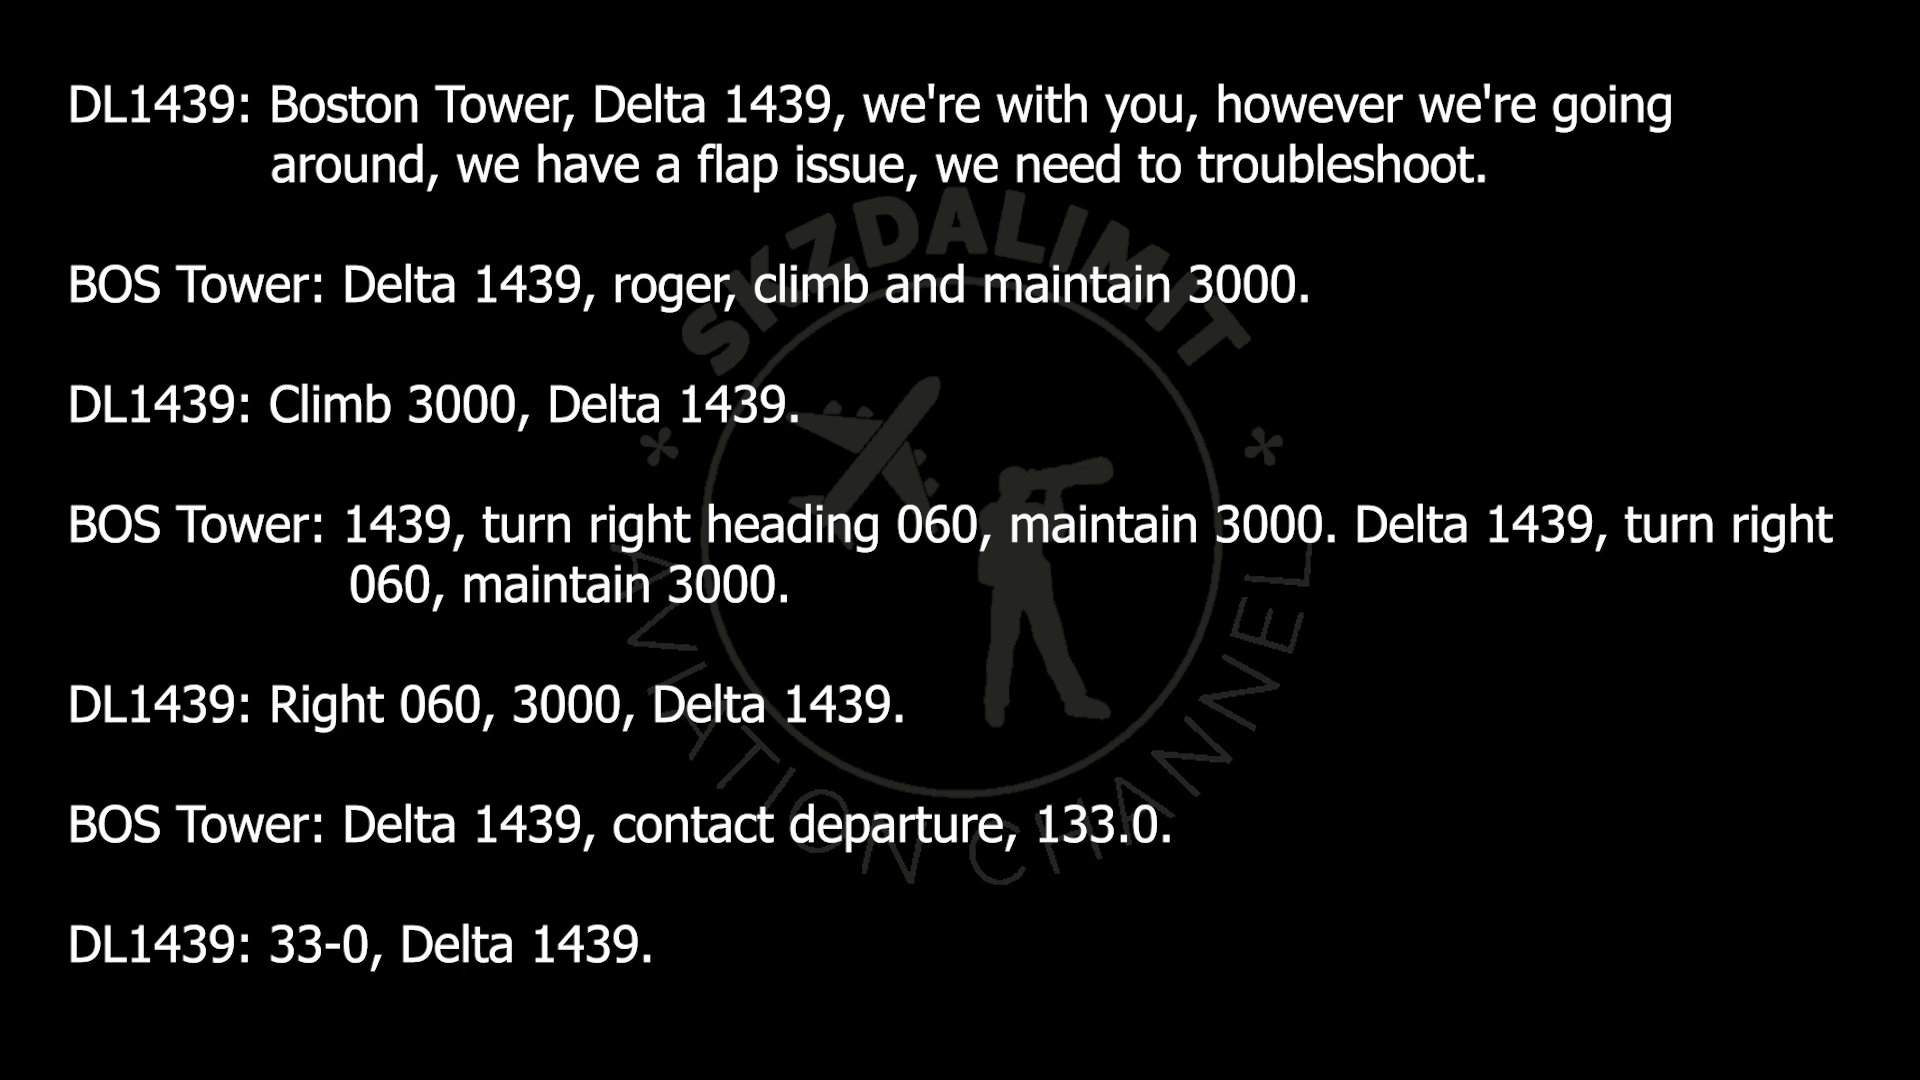 DL1439: Boston Tower, Delta 1439, we're with you, however we're going
around, we have a flap issue, we need to troubleshoot.
BOS Tower: Delta 1439, roger, climb and maintain 3000.
DL1439: Climb 3000, Delta 1439.
BOS Tower: 1439, turn right heading 060, maintain 3000. Delta 1439, turn right
060, maintain 3000.
DL1439: Right 060, 3000, Delta 1439.
BOS Tower: Delta 1439, contact departure, 133.0.
DL1439: 33-0, Delta 1439.
SKZDALIMIT
* *
AVIATION CHANNEL